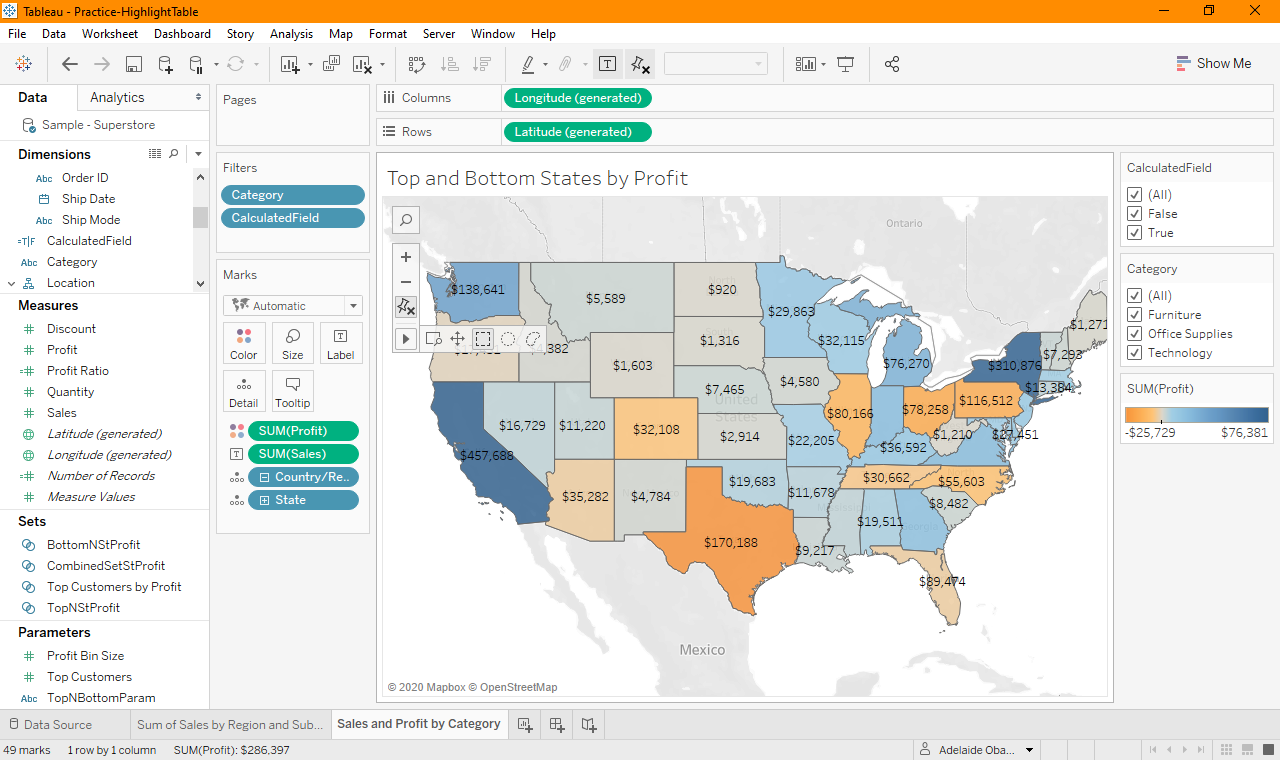 Tableau - Practice-HighlightTable
File Data Worksheet Dashboard Story Analysis Map Format Server Window Help
Show Me
Data Analytics
Sample - Superstore
Dimensions
Abc Order ID
Ship Date
Abc Ship Mode
=T|F CalculatedField
Abc Category
Location
Measures
Discount
Profit
Profit Ratio
Quantity
Sales
Latitude (generated)
Longitude (generated)
Number of Records
Measure Values
Sets
BottomNStProfit
CombinedSetStProfit
Top Customers by Profit
TopNStProfit
Parameters
Profit Bin Size
Top Customers
Abc TopNBottomParam
Pages
Filters
Category
CalculatedField
Marks
Automatic
Color Size Label
Detail Tooltip
SUM(Profit)
SUM(Sales)
Country/Re..
State
Columns Longitude (generated)
Rows Latitude (generated)
Top and Bottom States by Profit
Ontario
$138,641
$5,589
$920
$29,863
$1,271
$1,316
$32,115
$7,293
$76,270
$310,876
$1,603
$4,580
$7,465
$116,512
United
States
$80,166
$78,258
$16,729
$11,220
$32,108
$2,914
$22,205
$36,592
$1,210
$457,688
$19,683
$30,662
$55,603
$35,282
$4,784
$11,678
$8,482
$19,511
$170,188
$9,217
$89,474
Mexico
© 2020 Mapbox © OpenStreetMap
CalculatedField
(All)
False
True
Category
(All)
Furniture
Office Supplies
Technology
SUM(Profit)
-$25,729 $76,381
Data Source Sum of Sales by Region and Sub... Sales and Profit by Category
49 marks 1 row by 1 column SUM(Profit): $286,397 Adelaide Oba...